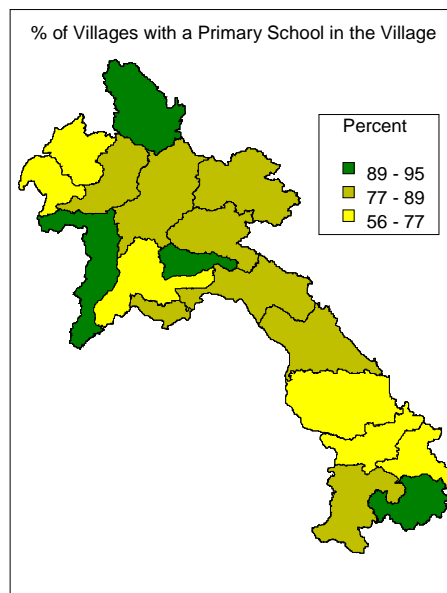 % of Villages with a Primary School in the Village
Percent
89 - 95
77 - 89
56 - 77